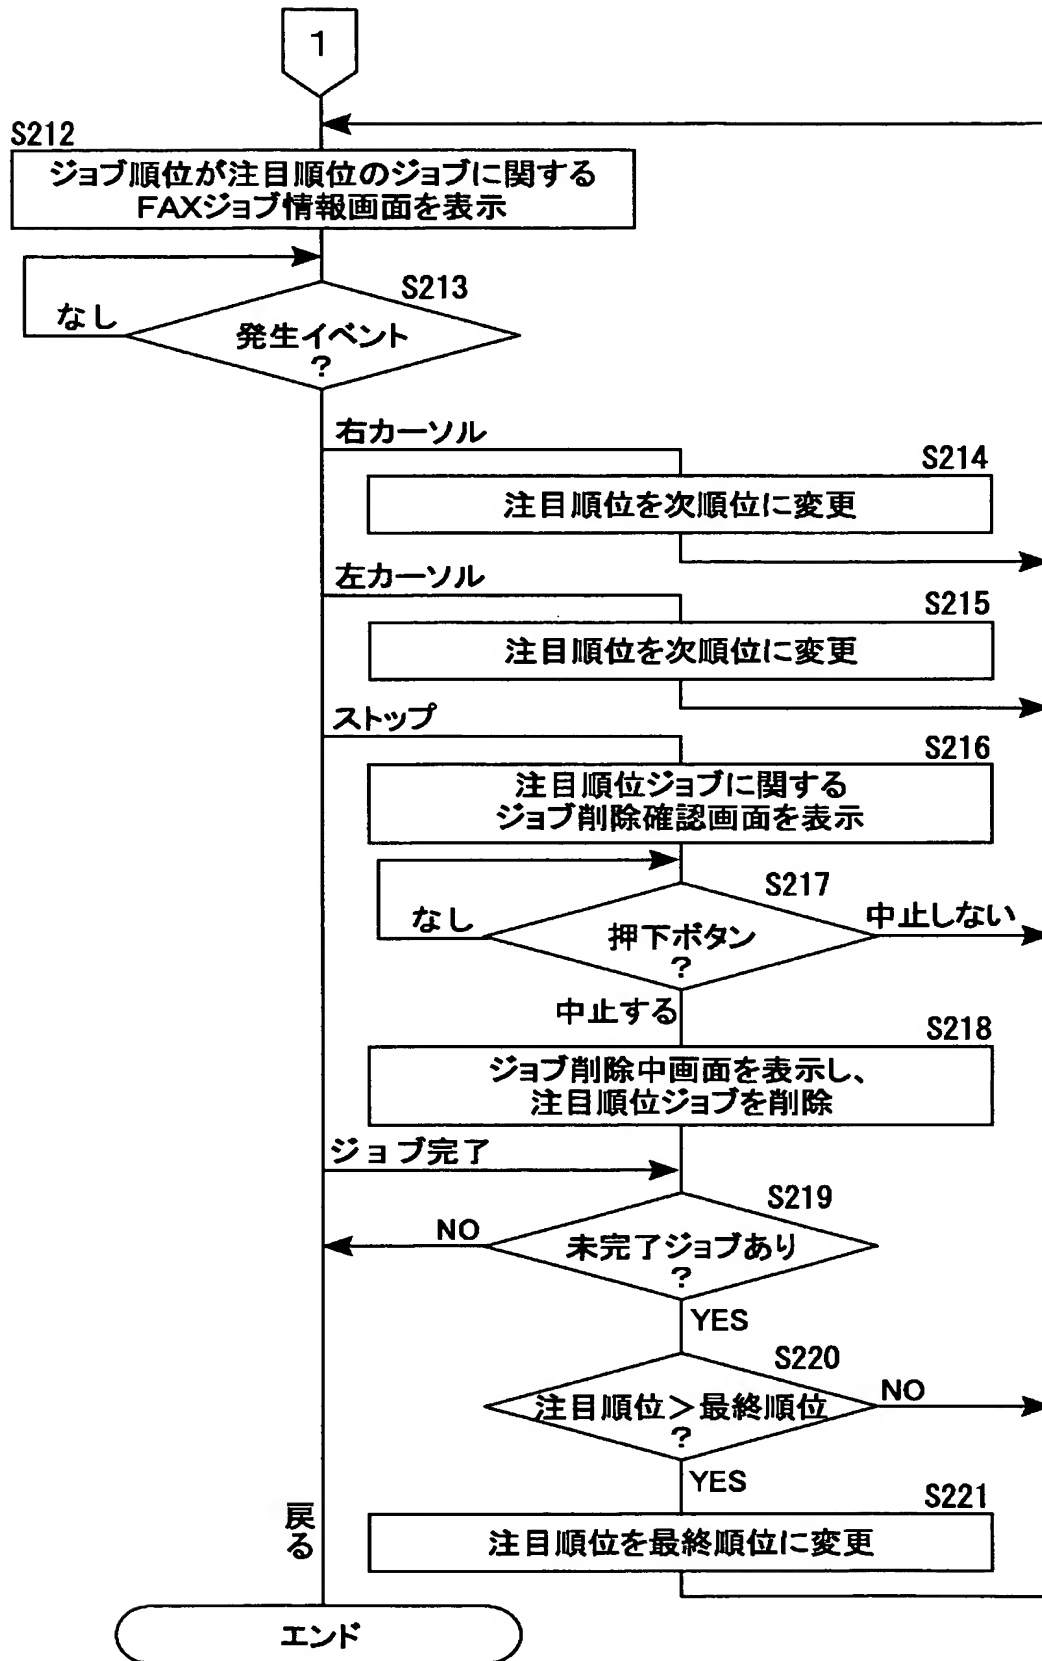 1
S212
ジョブ順位が注目順位のジョブに関する
FAXジョブ情報画面を表示
S213
なし
発生イベント
?
右カーソル
S214
注目順位を次順位に変更
左カーソル
S215
注目順位を次順位に変更
ストップ
S216
注目順位ジョブに関する
ジョブ削除確認画面を表示
S217
なし
押下ボタン
?
中止しない
中止する
S218
ジョブ削除中画面を表示し、
注目順位ジョブを削除
ジョブ完了
S219
NO
未完了ジョブあり
?
YES
S220
注目順位>最終順位
?
NO
YES
S221
注目順位を最終順位に変更
戻る
エンド